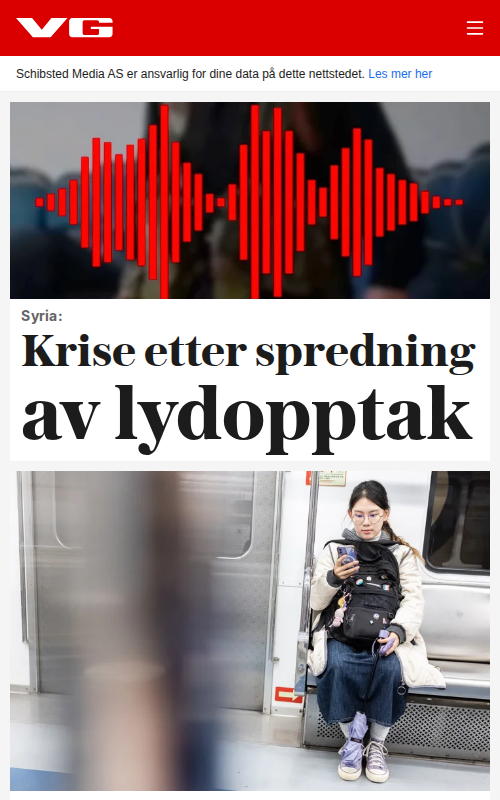 VG
Schibsted Media AS er ansvarlig for dine data på dette nettstedet. Les mer her
Syria:
Krise etter spredning
av lydopptak